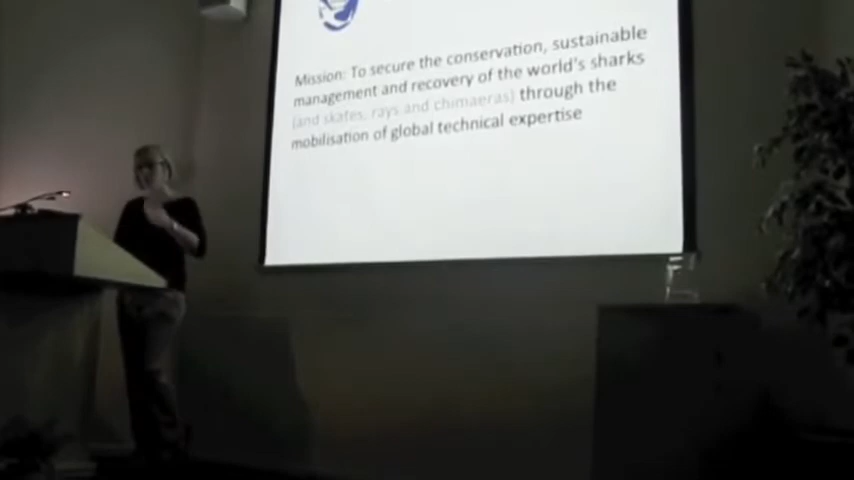 Mission: To secure the conservation, sustainable
management and recovery of the world's sharks
(and skates, rays and chimaeras) through the
mobilisation of global technical expertise